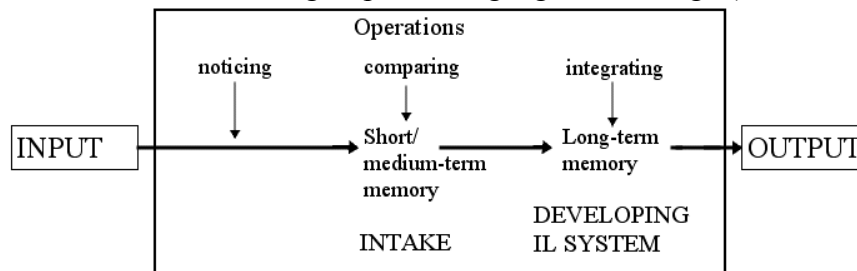 Operations
noticing comparing integrating
INPUT
Short/
medium-term
memory
Long-term
memory
OUTPUT
INTAKE
DEVELOPING
IL SYSTEM